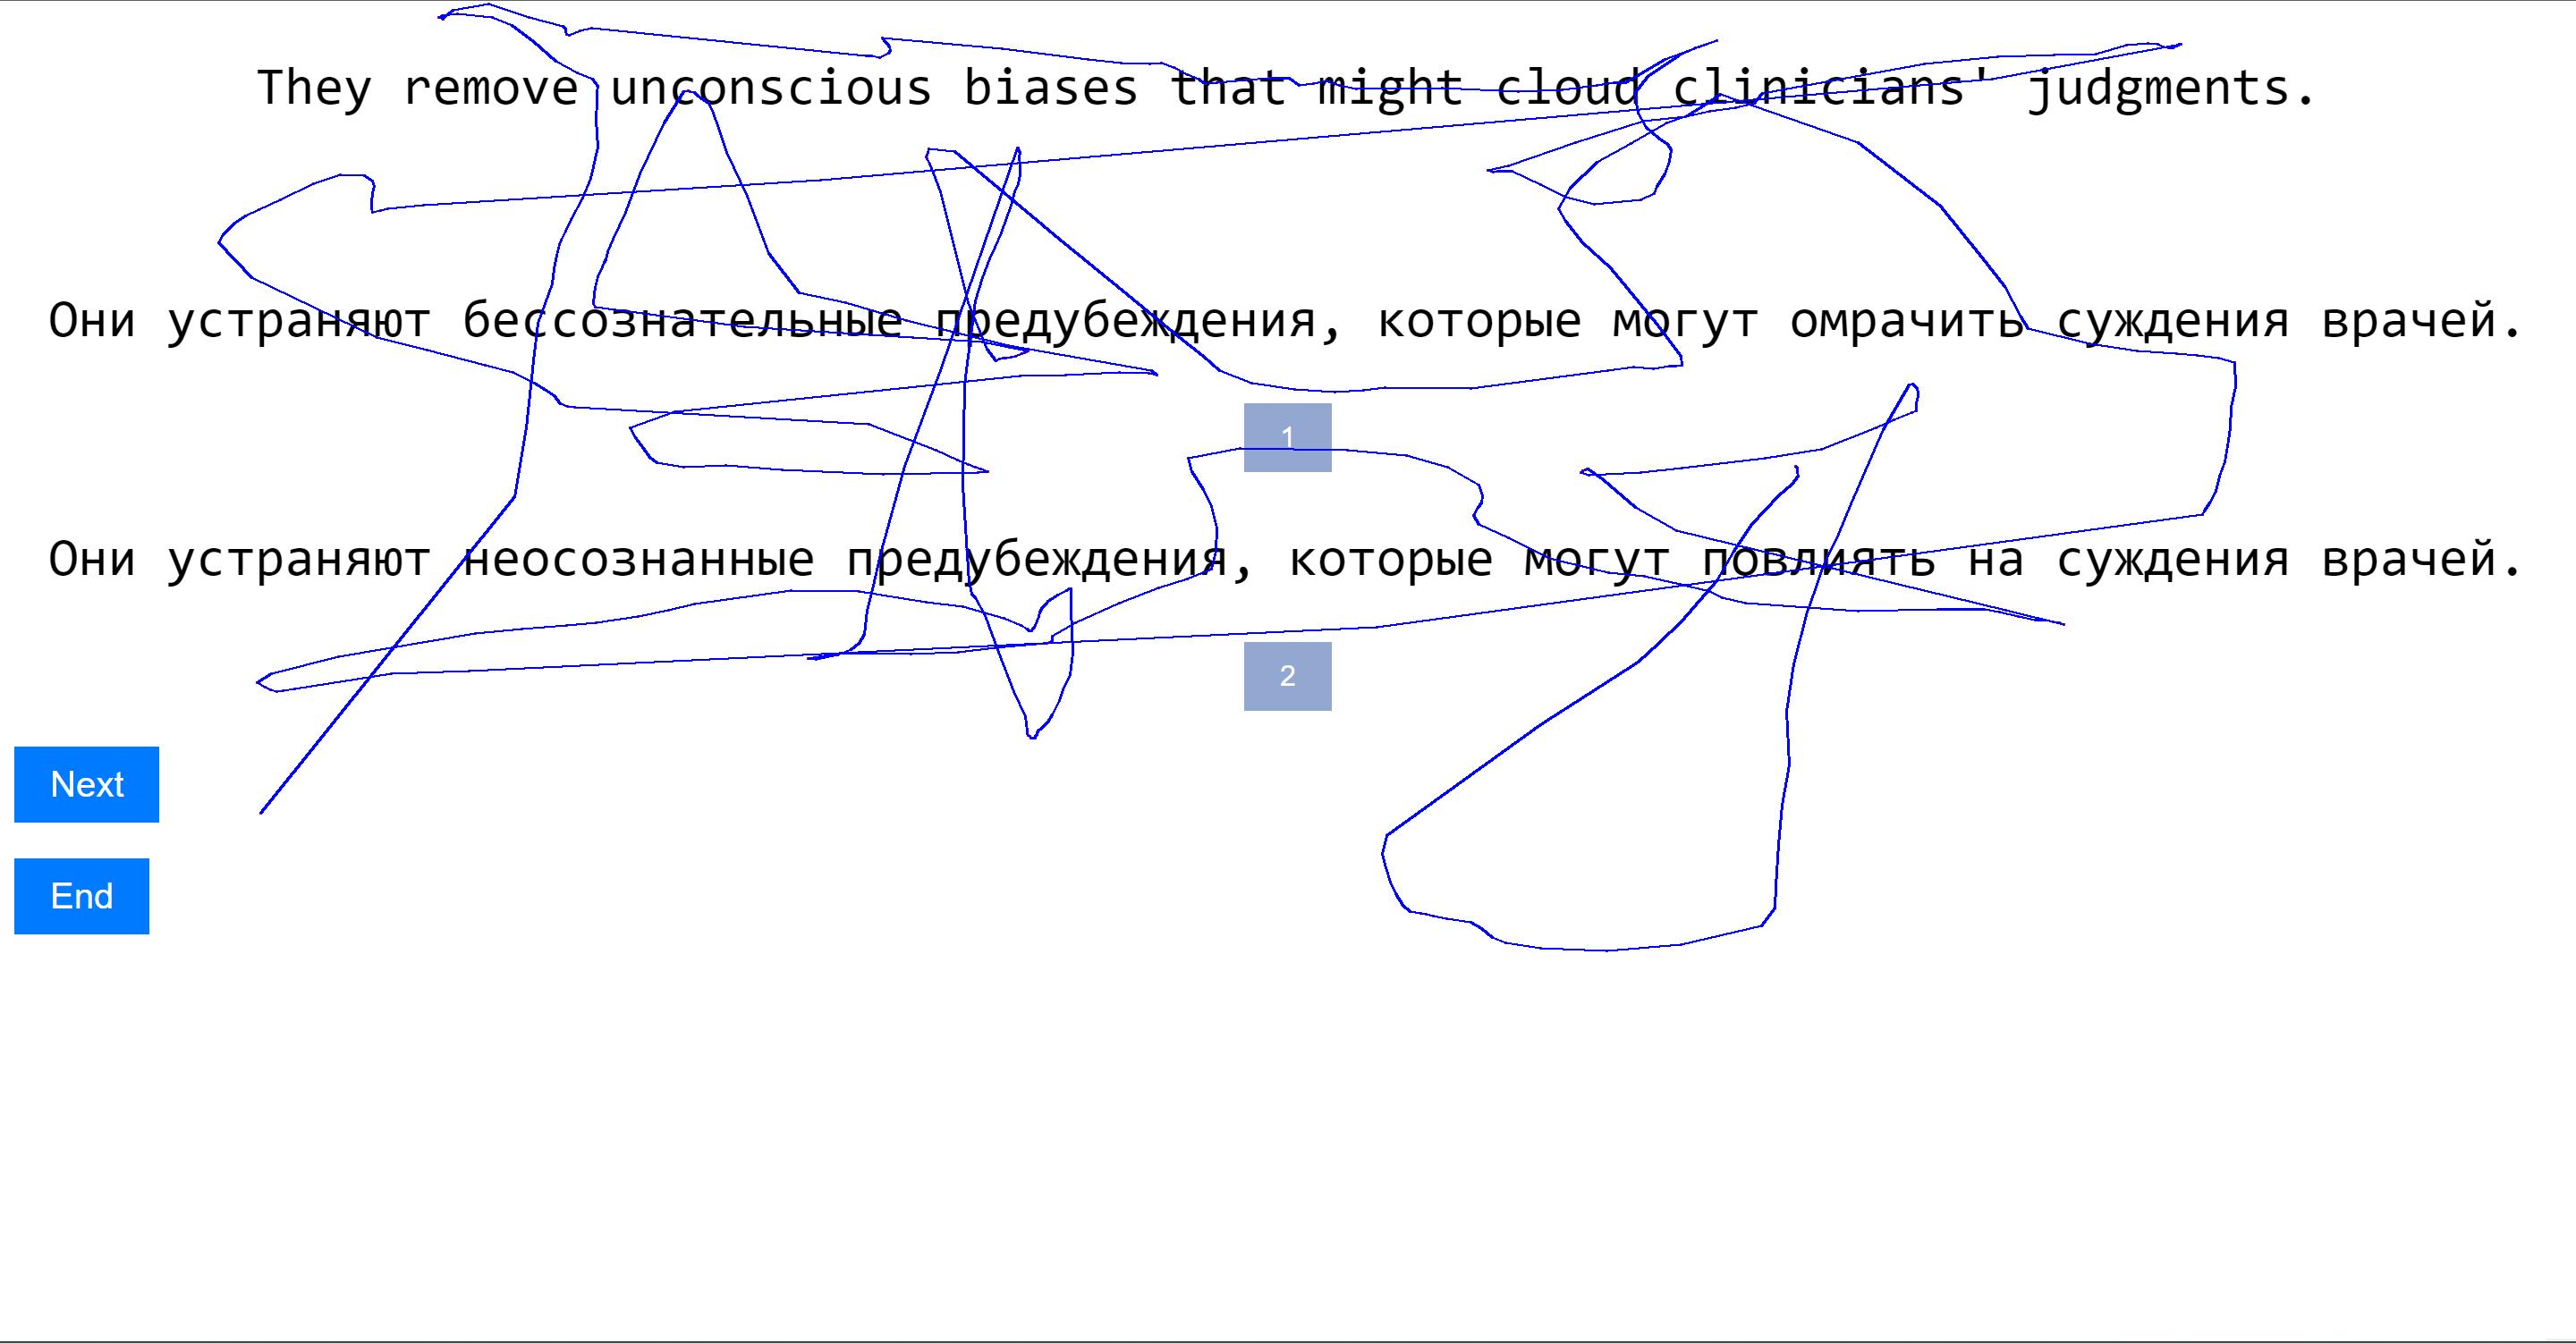 They remove unconscious biases that might cloud clinicians' judgments.
Они устраняют бессознательные предубеждения, которые могут омрачить суждения врачей.
1
Они устраняют неосознанные предубеждения, которые могут повлиять на суждения врачей.
2
Next
End